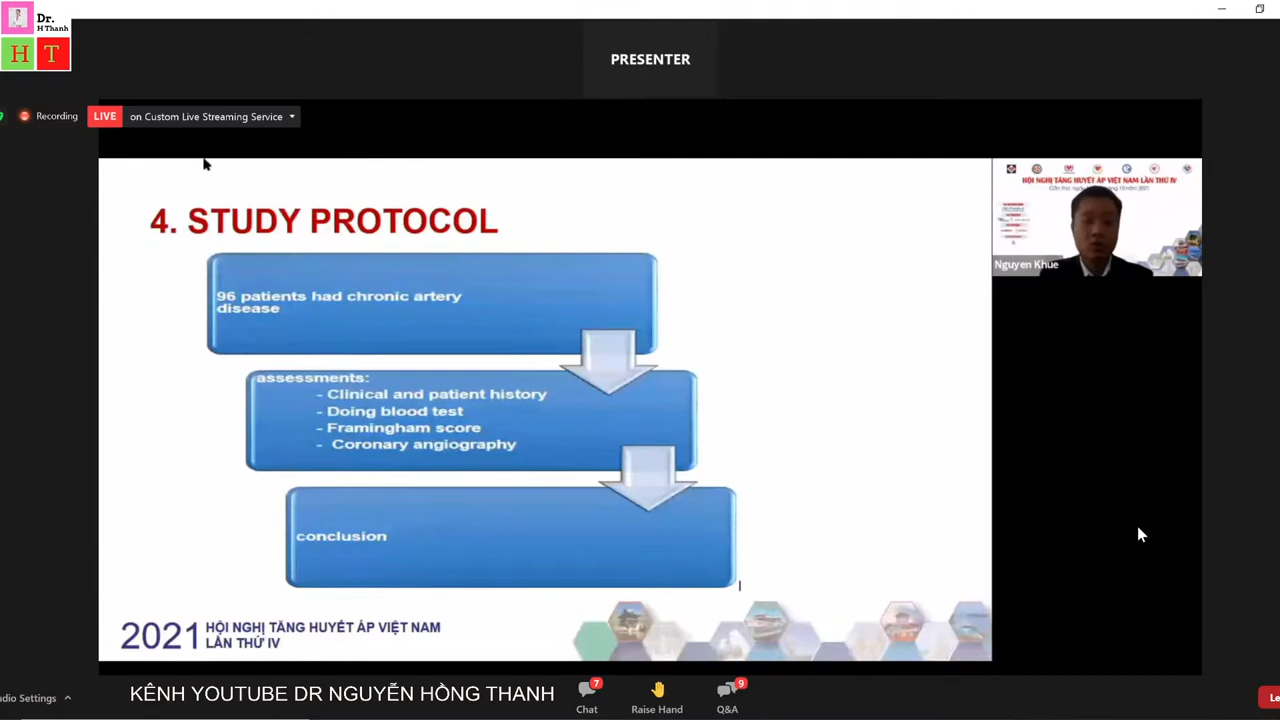 Dr.
H Thanh
H T
PRESENTER
Recording
LIVE
on Custom Live Streaming Service
4. STUDY PROTOCOL
96 patients had chronic artery
disease
assessments:
- Clinical and patient history
- Doing blood test
- Framingham score
- Coronary angiography
conclusion
2021
HỘI NGHỊ TĂNG HUYẾT ÁP VIỆT NAM
LẦN THỨ IV
HỘI NGHỊ TĂNG HUYẾT ÁP VIỆT NAM LẦN THỨ IV
Nguyen Khue
udio Settings
KÊNH YOUTUBE DR NGUYỄN HỒNG THANH
7
Chat
Raise Hand
9
Q&A
Le